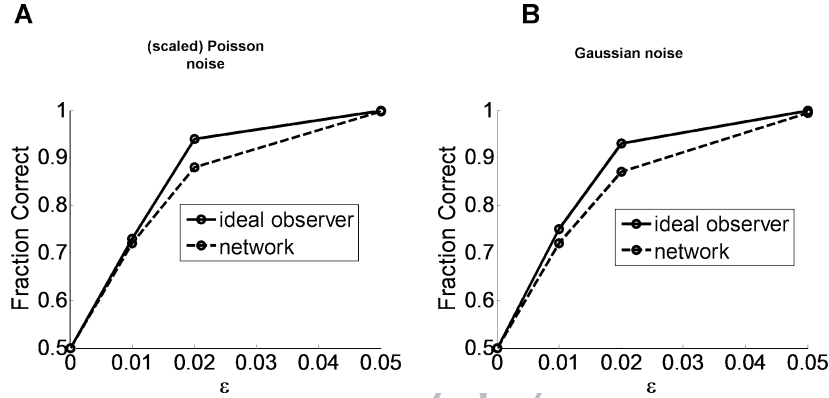 A
(scaled) Poisson
noise
Fraction Correct
1
0.9
0.8
0.7
0.6
0.5
ideal observer
network
0 0.01 0.02 0.03 0.04 0.05
ε
B
Gaussian noise
Fraction Correct
1
0.9
0.8
0.7
0.6
0.5
ideal observer
network
0 0.01 0.02 0.03 0.04 0.05
ε